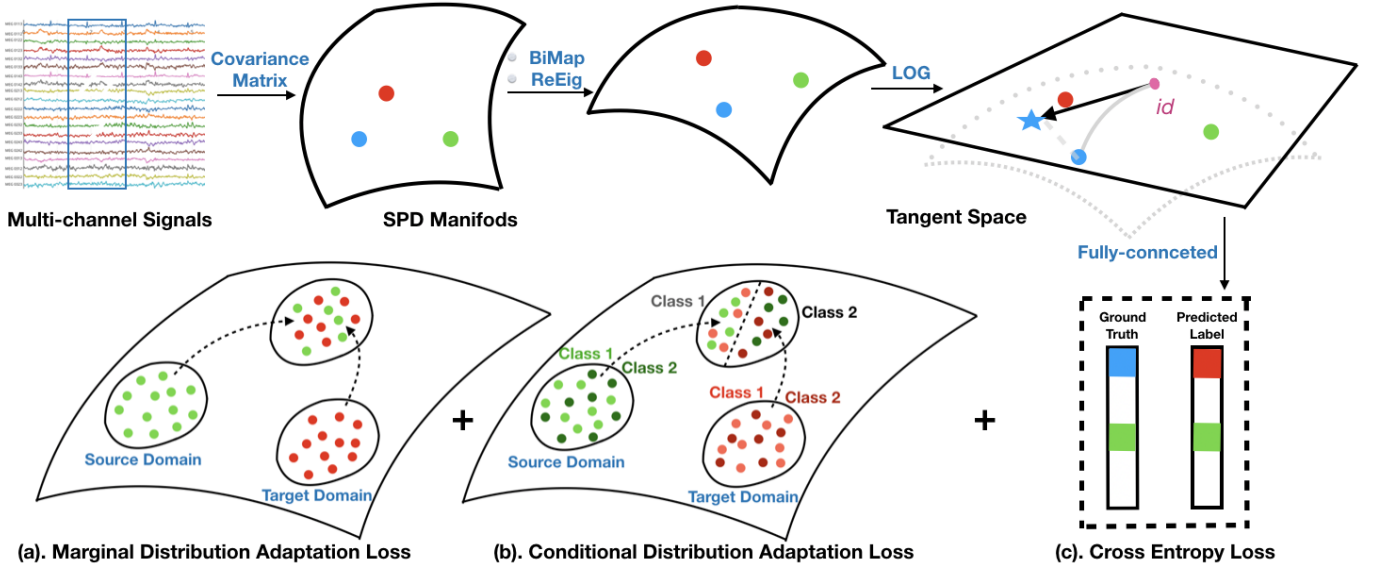 Covariance
Matrix
BiMap
ReEig
LOG
id
Multi-channel Signals
SPD Manifods
Tangent Space
Fully-connceted
Class 1
Class 2
Class 1
Class 2
Class 1
Class 2
Source Domain
Target Domain
Source Domain
Target Domain
+
+
Ground
Truth
Predicted
Label
(a). Marginal Distribution Adaptation Loss
(b). Conditional Distribution Adaptation Loss
(c). Cross Entropy Loss